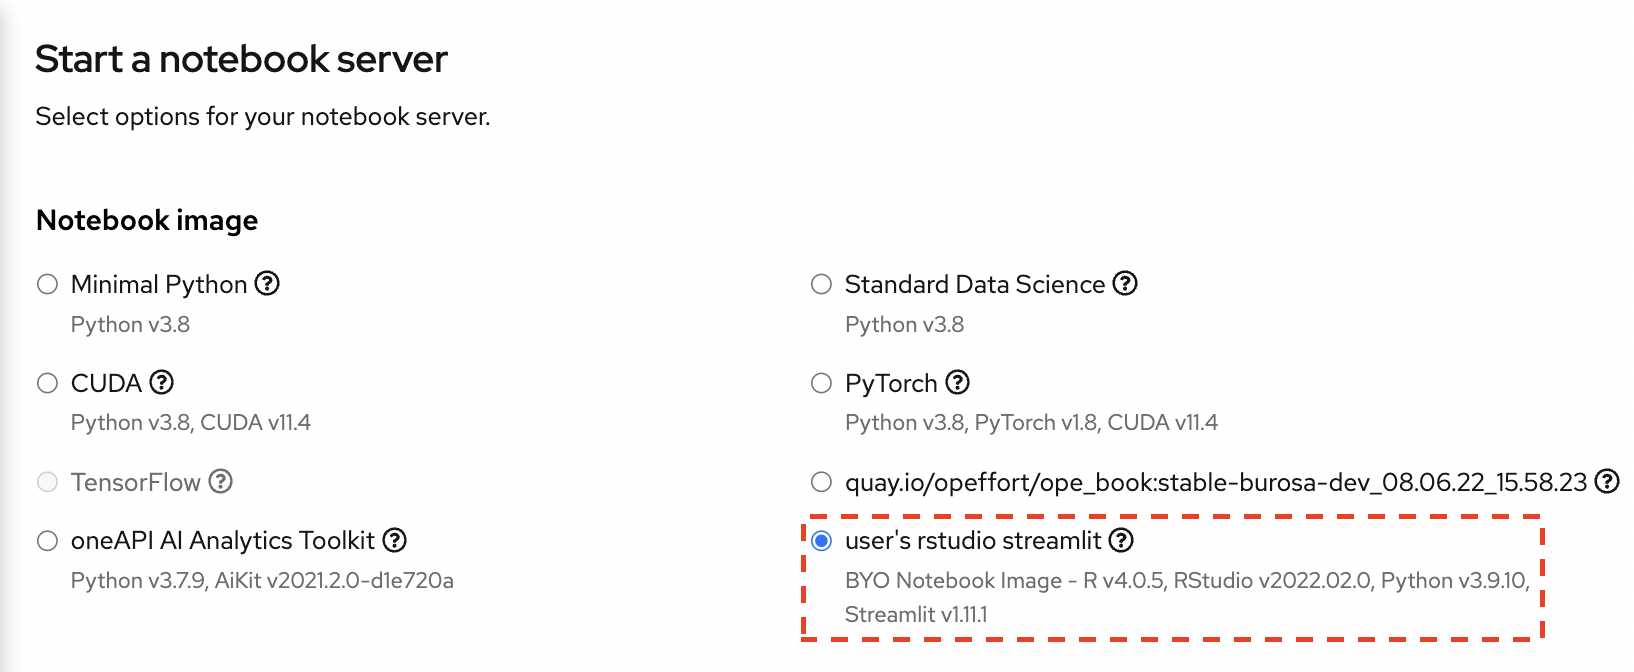 Start a notebook server
Select options for your notebook server.
Notebook image
Minimal Python
Python v3.8
Standard Data Science
Python v3.8
CUDA
Python v3.8, CUDA v11.4
PyTorch
Python v3.8, PyTorch v1.8, CUDA v11.4
TensorFlow
quay.io/opeffort/ope_book:stable-burosa-dev_08.06.22_15.58.23
oneAPI AI Analytics Toolkit
Python v3.7.9, AiKit v2021.2.0-d1e720a
user's rstudio streamlit
BYO Notebook Image - R v4.0.5, RStudio v2022.02.0, Python v3.9.10,
Streamlit v1.11.1